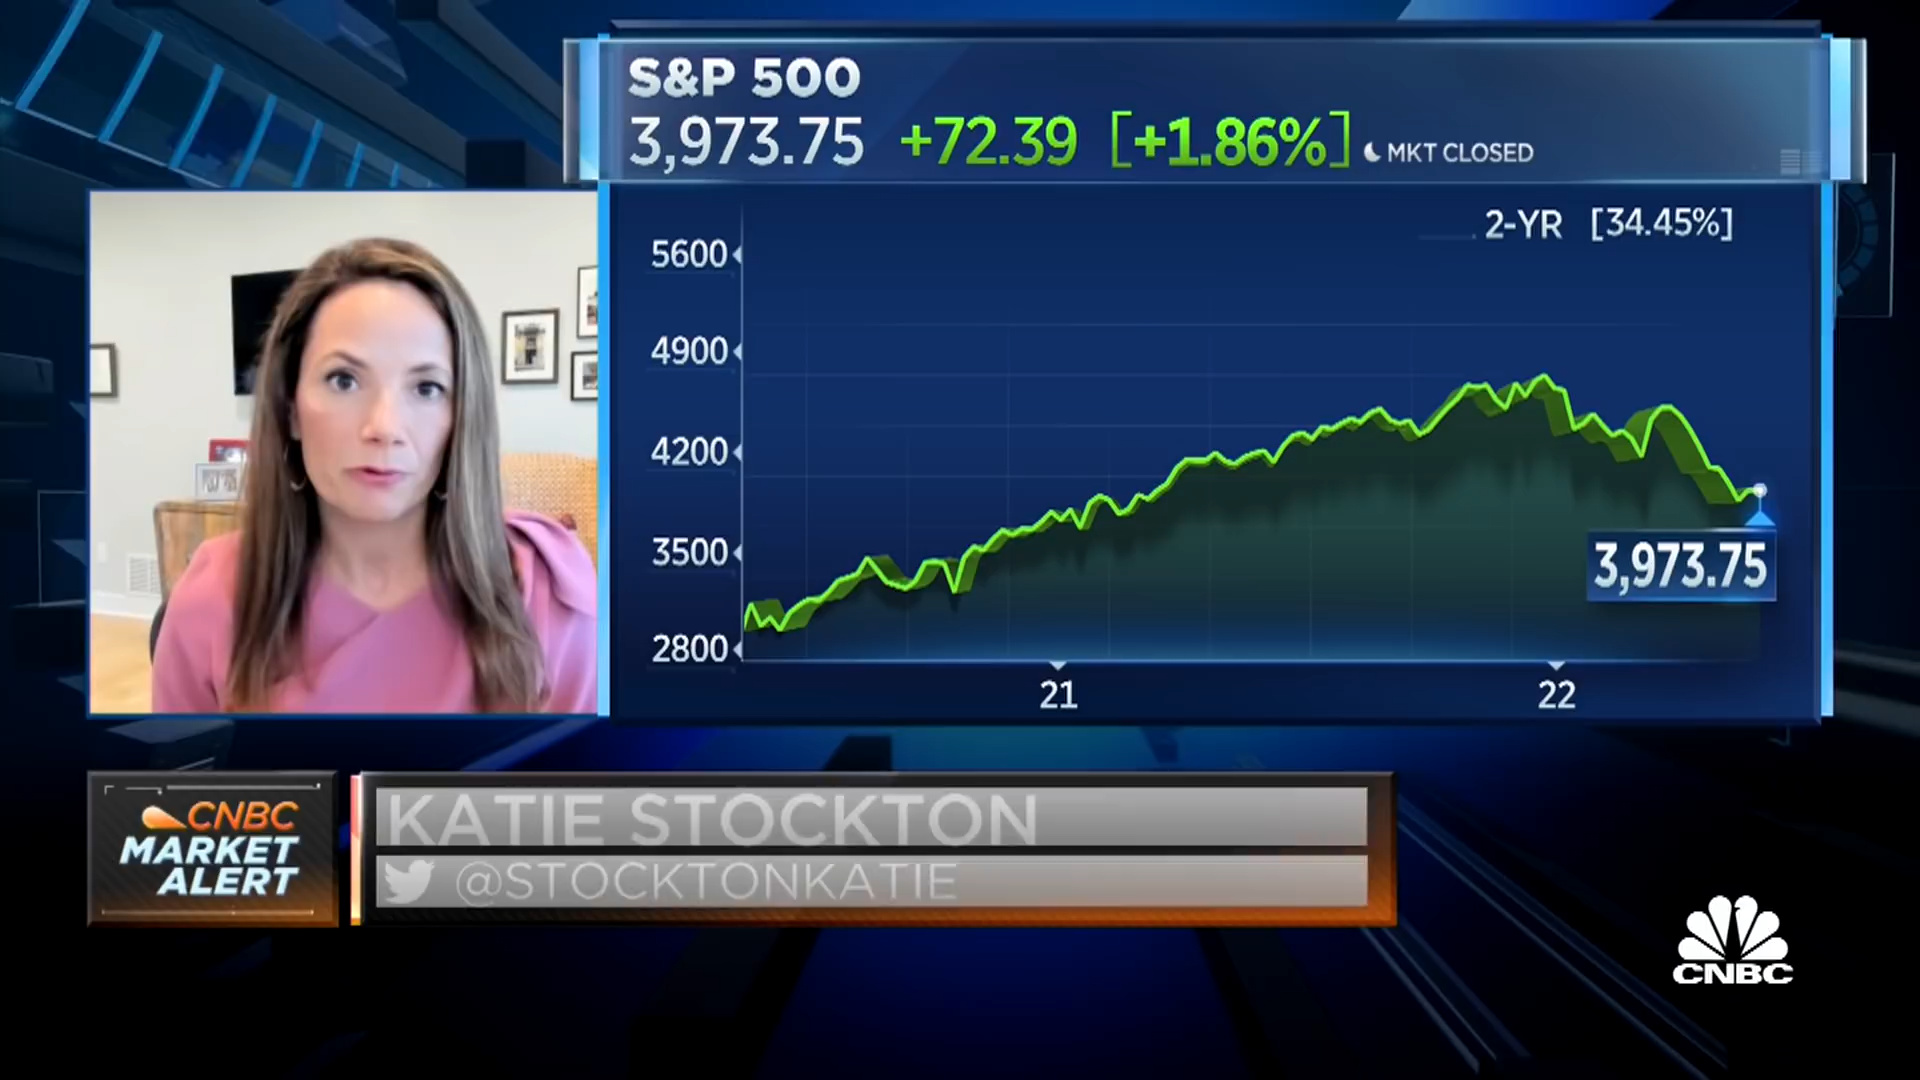 S&P 500
3,973.75 +72.39 [+1.86%] MKT CLOSED
2-YR [34.45%]
5600
4900
4200
3500
2800
3,973.75
21 22
CNBC
MARKET
ALERT
KATIE STOCKTON
@STOCKTONKATIE
CNBC